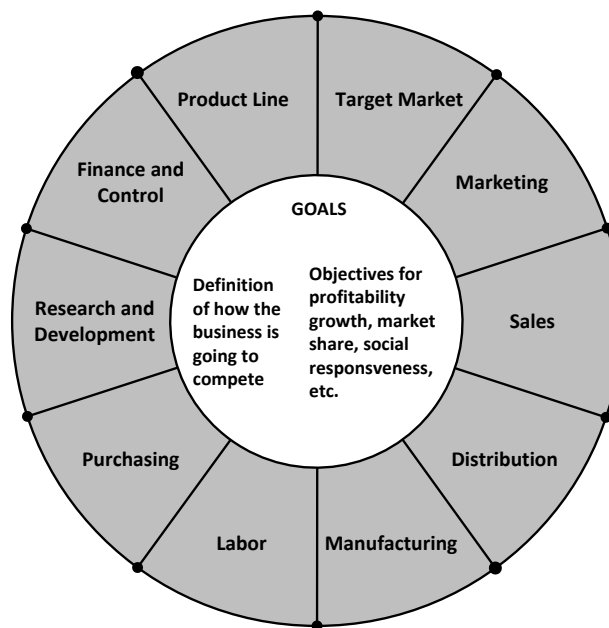 Product Line
Target Market
Marketing
Sales
Distribution
Manufacturing
Labor
Purchasing
Research and
Development
Finance and
Control
GOALS
Definition
of how the
business is
going to
compete
Objectives for
profitability
growth, market
share, social
responsveness,
etc.